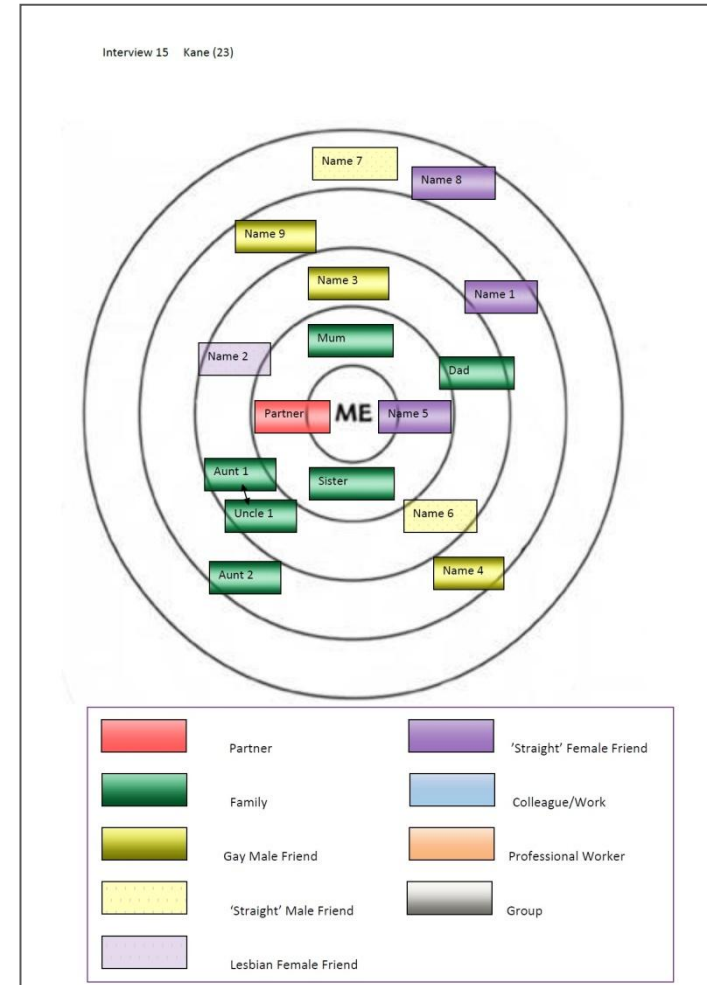 Interview 15 Kane (23)
Name 7
Name 8
Name 9
Name 3
Name 1
Mum
Name 2
Dad
Partner
ME
Name 5
Aunt 1
Sister
Uncle 1
Name 6
Aunt 2
Name 4
Partner
'Straight' Female Friend
Family
Colleague/Work
Gay Male Friend
Professional Worker
'Straight' Male Friend
Group
Lesbian Female Friend